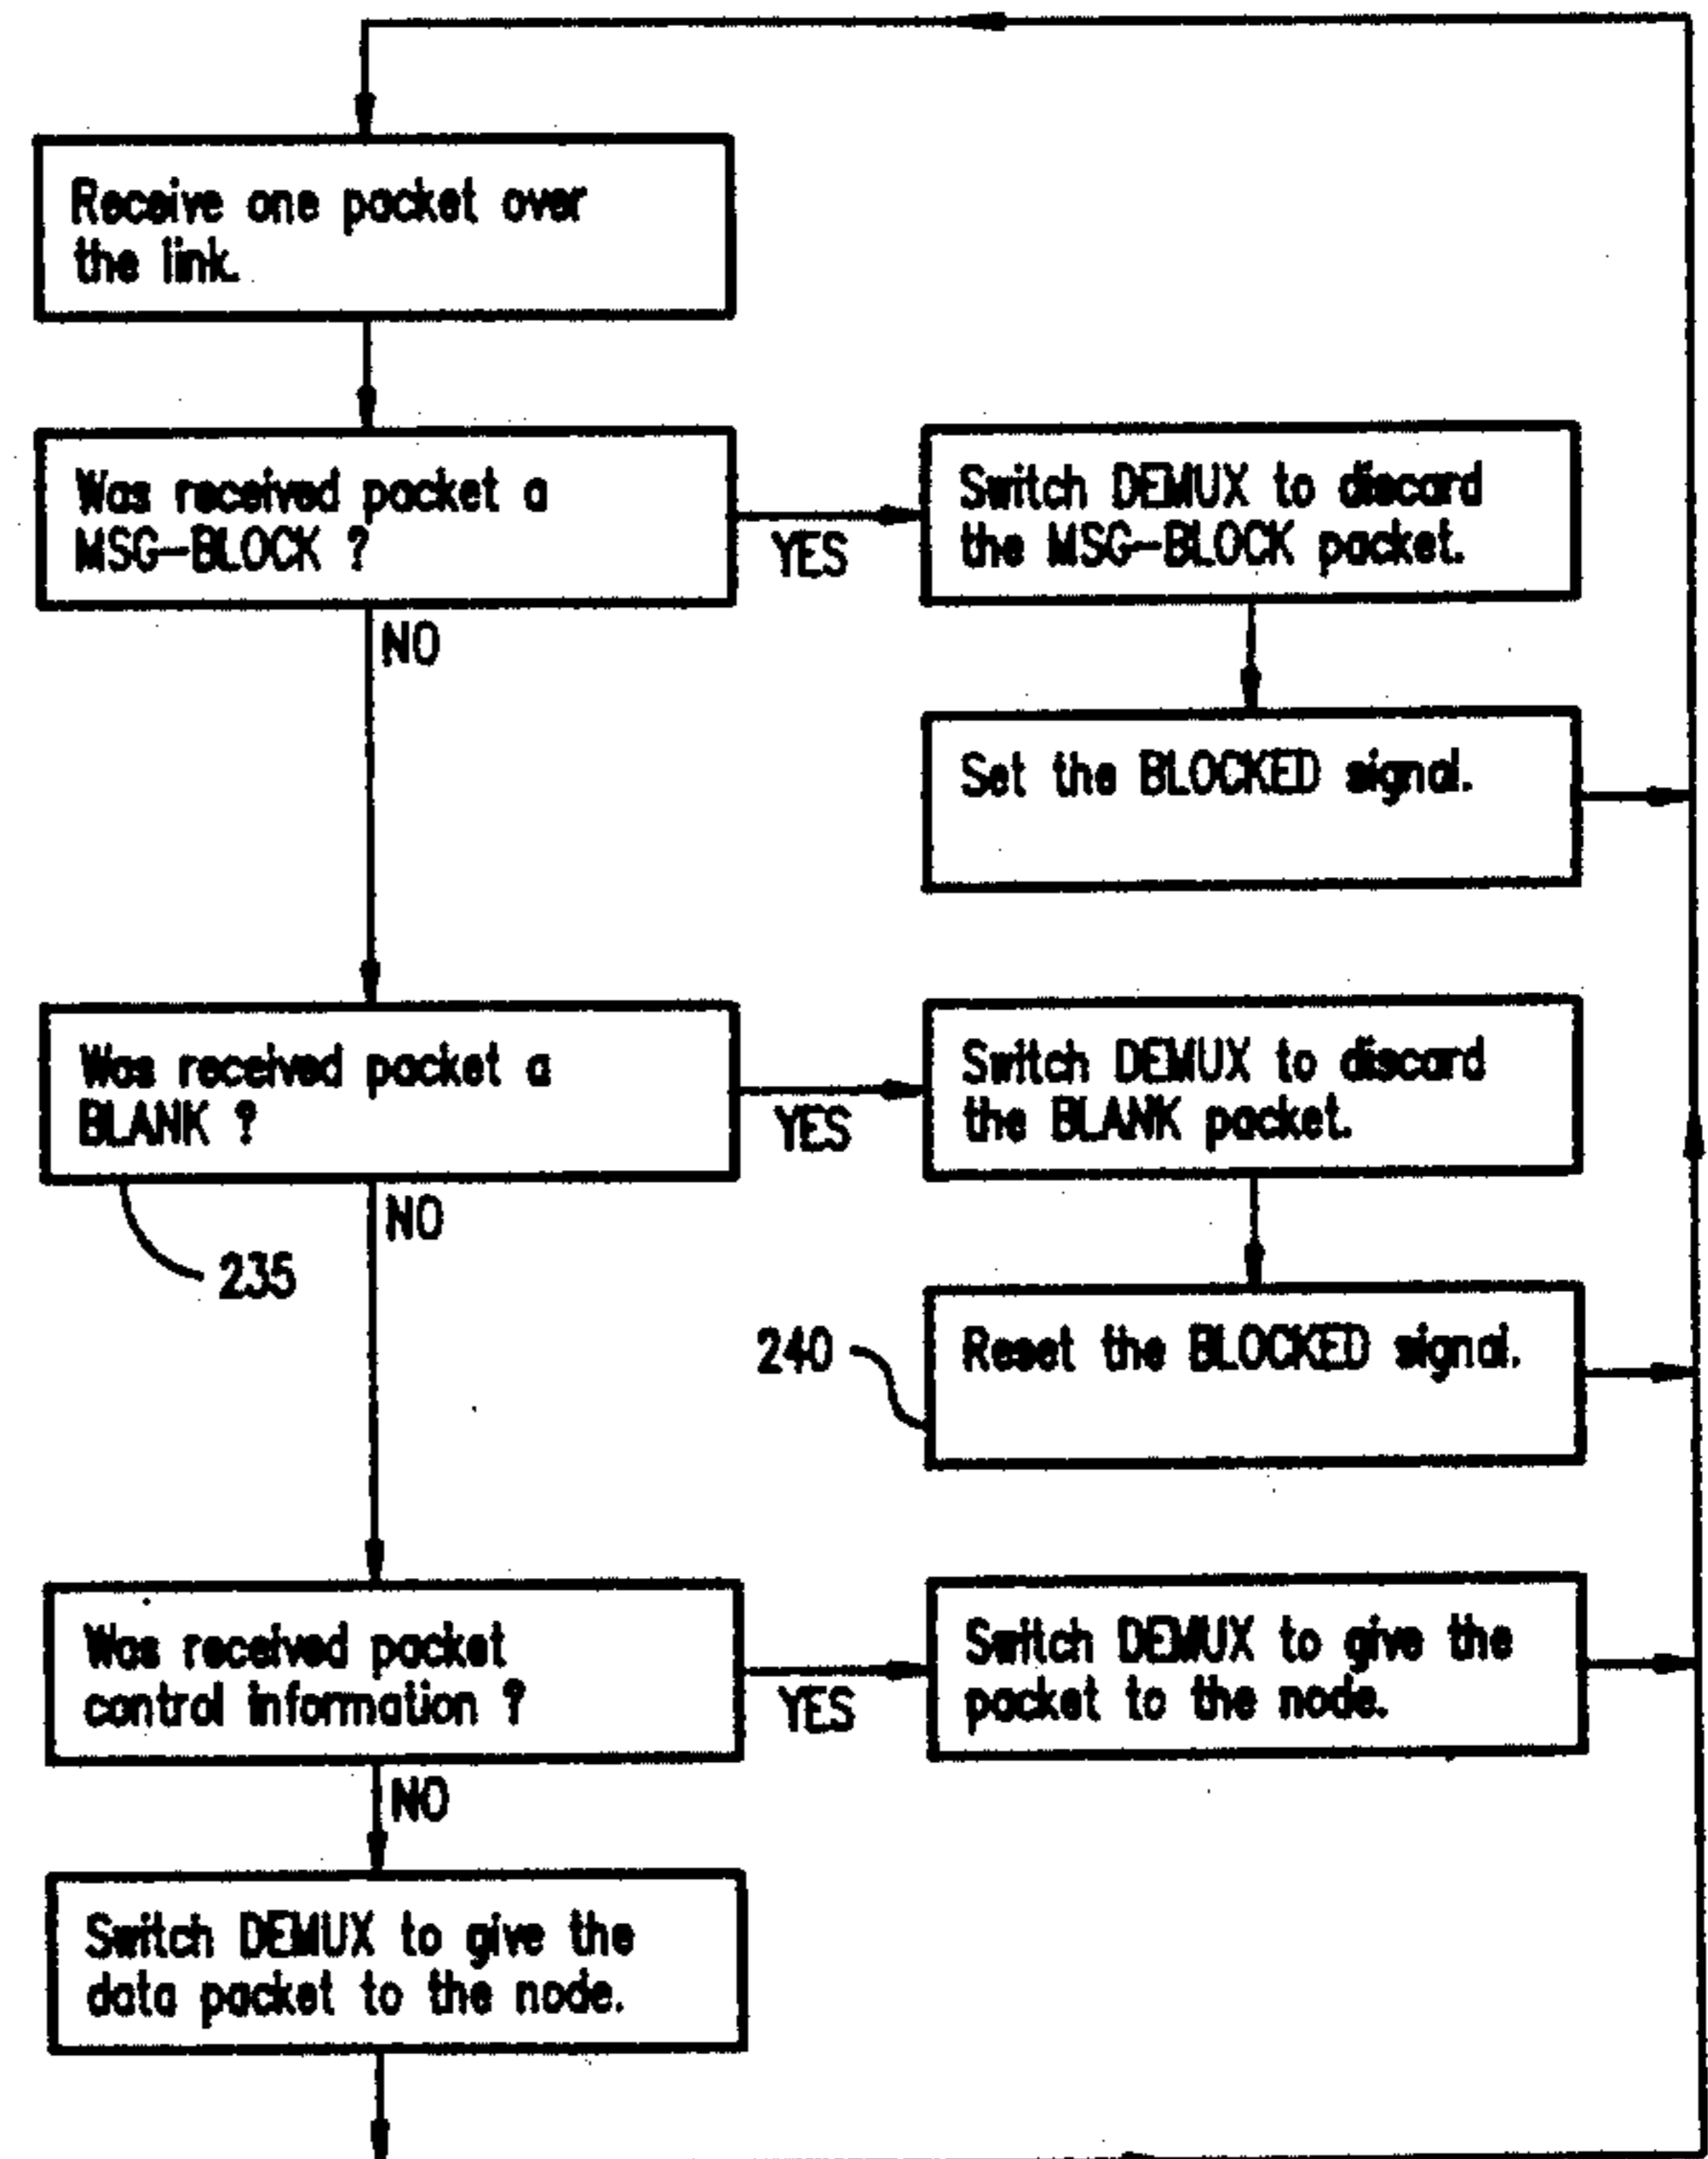 Receive one packet over
the link.
Was received packet a
MSG-BLOCK ?
YES
Switch DEMUX to discard
the MSG-BLOCK packet.
NO
Set the BLOCKED signal.
Was received packet a
BLANK ?
YES
Switch DEMUX to discard
the BLANK packet.
NO
235
240
Reset the BLOCKED signal.
Was received packet
control information ?
YES
Switch DEMUX to give the
packet to the node.
NO
Switch DEMUX to give the
data packet to the node.